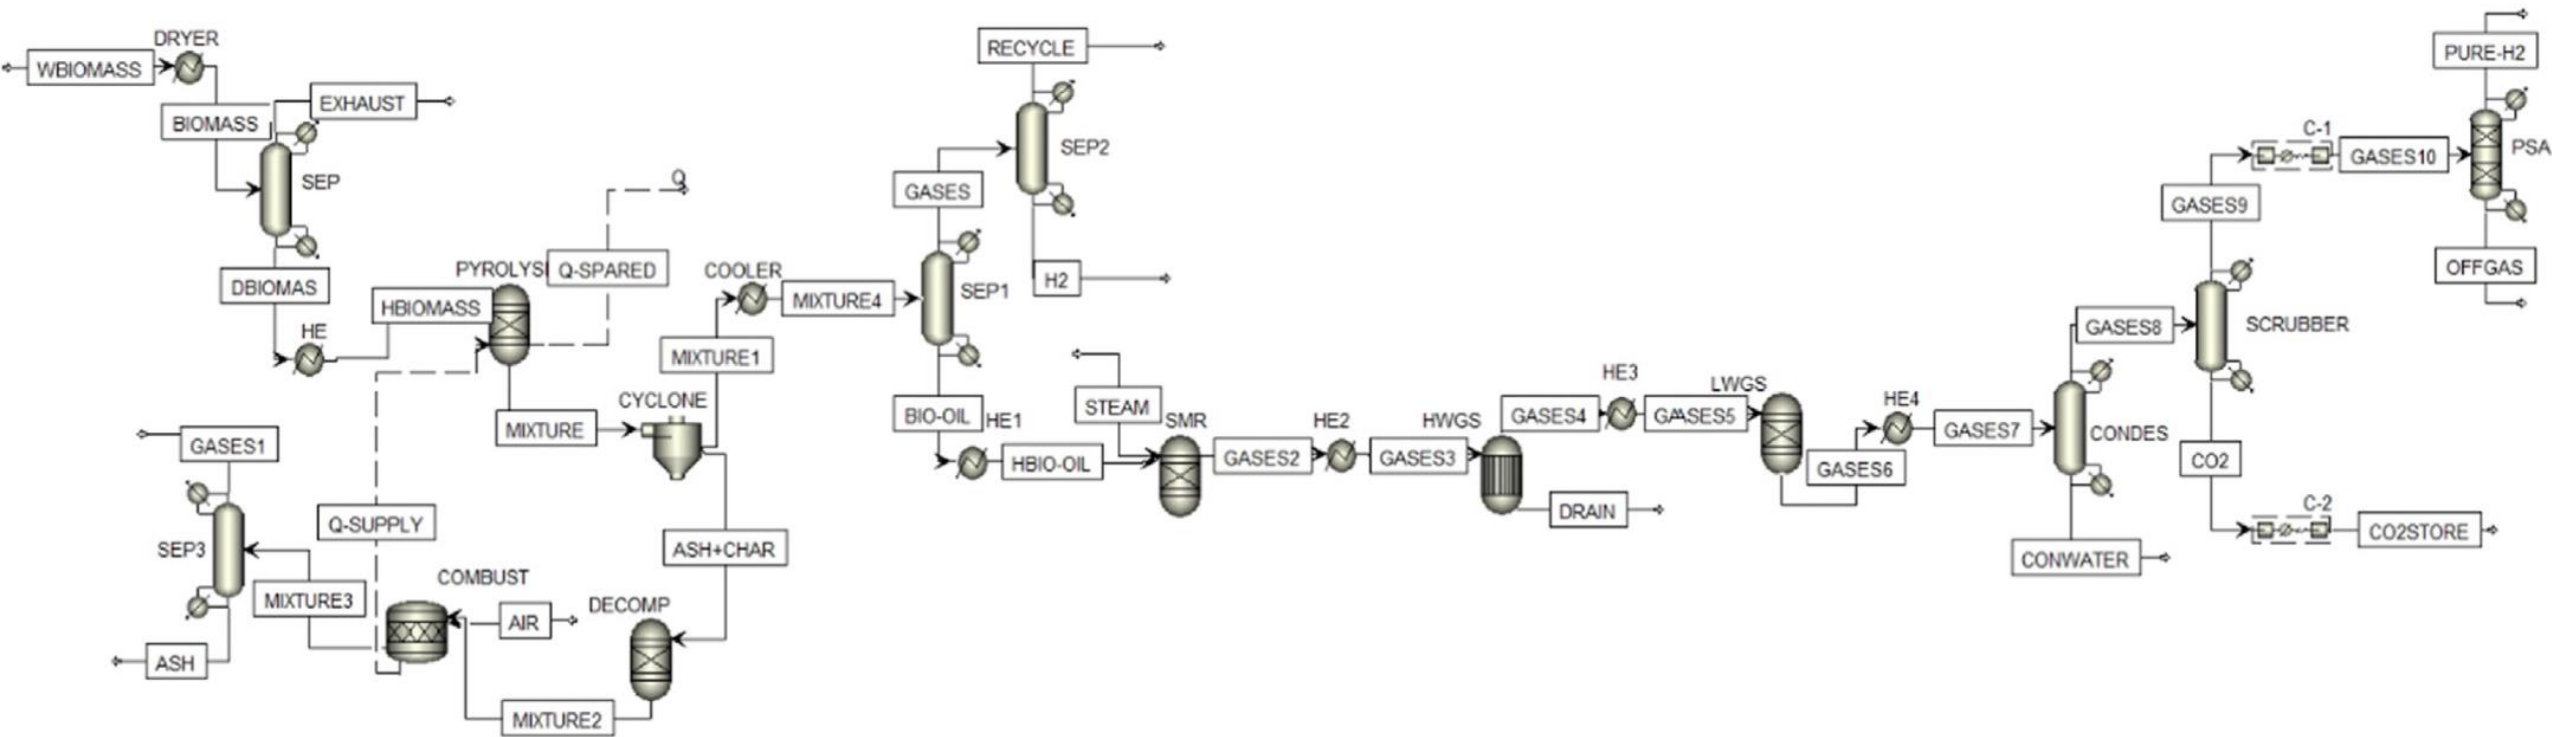 DRYER
WBIOMASS
BIOMASS
EXHAUST
SEP
DBIOMAS
HE
HBIOMASS
PYROLYSI
Q-SPARED
Q
COOLER
MIXTURE4
MIXTURE1
CYCLONE
MIXTURE
GASES1
Q-SUPPLY
SEP3
MIXTURE3
ASH
COMBUST
AIR
DECOMP
ASH+CHAR
MIXTURE2
RECYCLE
SEP2
GASES
H2
SEP1
BIO-OIL
HE1
HBIO-OIL
STEAM
SMR
GASES2
HE2
GASES3
HWGS
DRAIN
GASES4
HE3
GAASES5
LWGS
GASES6
HE4
GASES7
CONDES
CONWATER
GASES8
SCRUBBER
GASES9
CO2
C-2
CO2STORE
C-1
GASES10
PSA
PURE-H2
OFFGAS